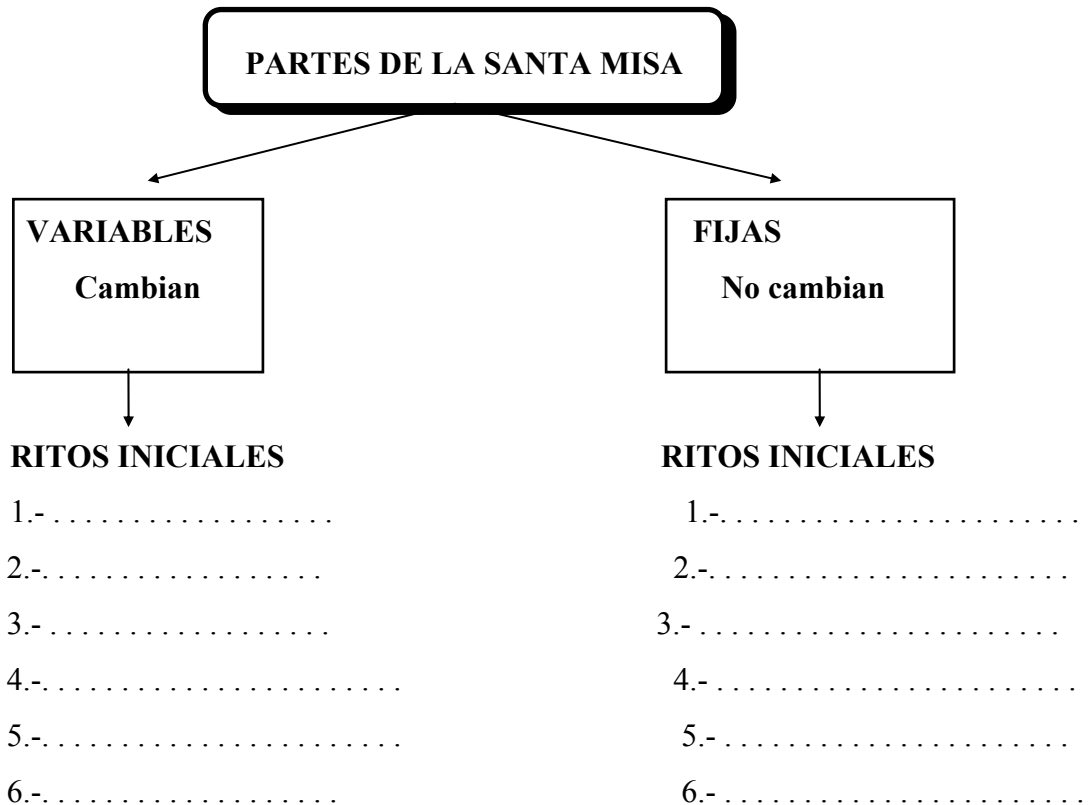 PARTES DE LA SANTA MISA
VARIABLES
Cambian
FIJAS
No cambian
RITOS INICIALES
1.- . . . . . . . . . . . . . . . . . .
2.-. . . . . . . . . . . . . . . . . .
3.- . . . . . . . . . . . . . . . . . .
4.-. . . . . . . . . . . . . . . . . . . . . . .
5.-. . . . . . . . . . . . . . . . . . . . . . .
6.-. . . . . . . . . . . . . . . . . . .
RITOS INICIALES
1.-. . . . . . . . . . . . . . . . . . . . . . .
2.-. . . . . . . . . . . . . . . . . . . . . . .
3.- . . . . . . . . . . . . . . . . . . . . . . .
4.- . . . . . . . . . . . . . . . . . . . . . . .
5.- . . . . . . . . . . . . . . . . . . . . . .
6.- . . . . . . . . . . . . . . . . . . . . . . .